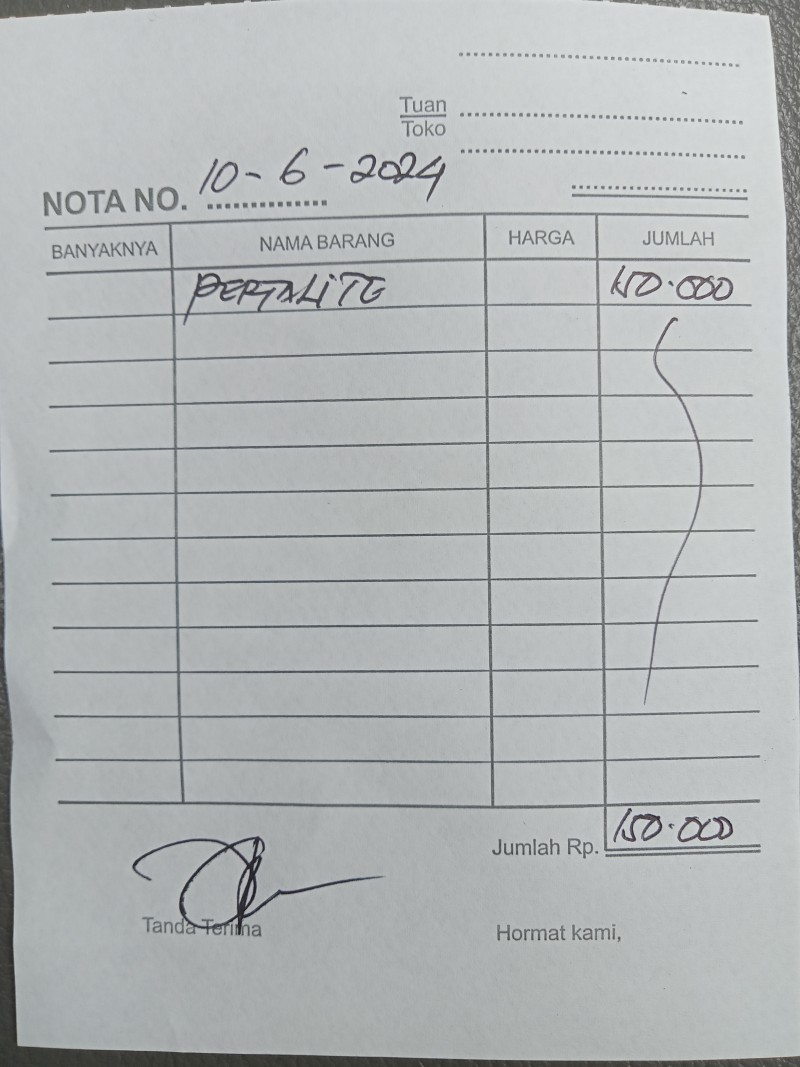 Tuan
Toko
NOTA NO. 10-6-2024
BANYAKNYA NAMA BARANG HARGA JUMLAH
PERTALITE 150.000
Jumlah Rp. 150.000
Tanda Terima Hormat kami,